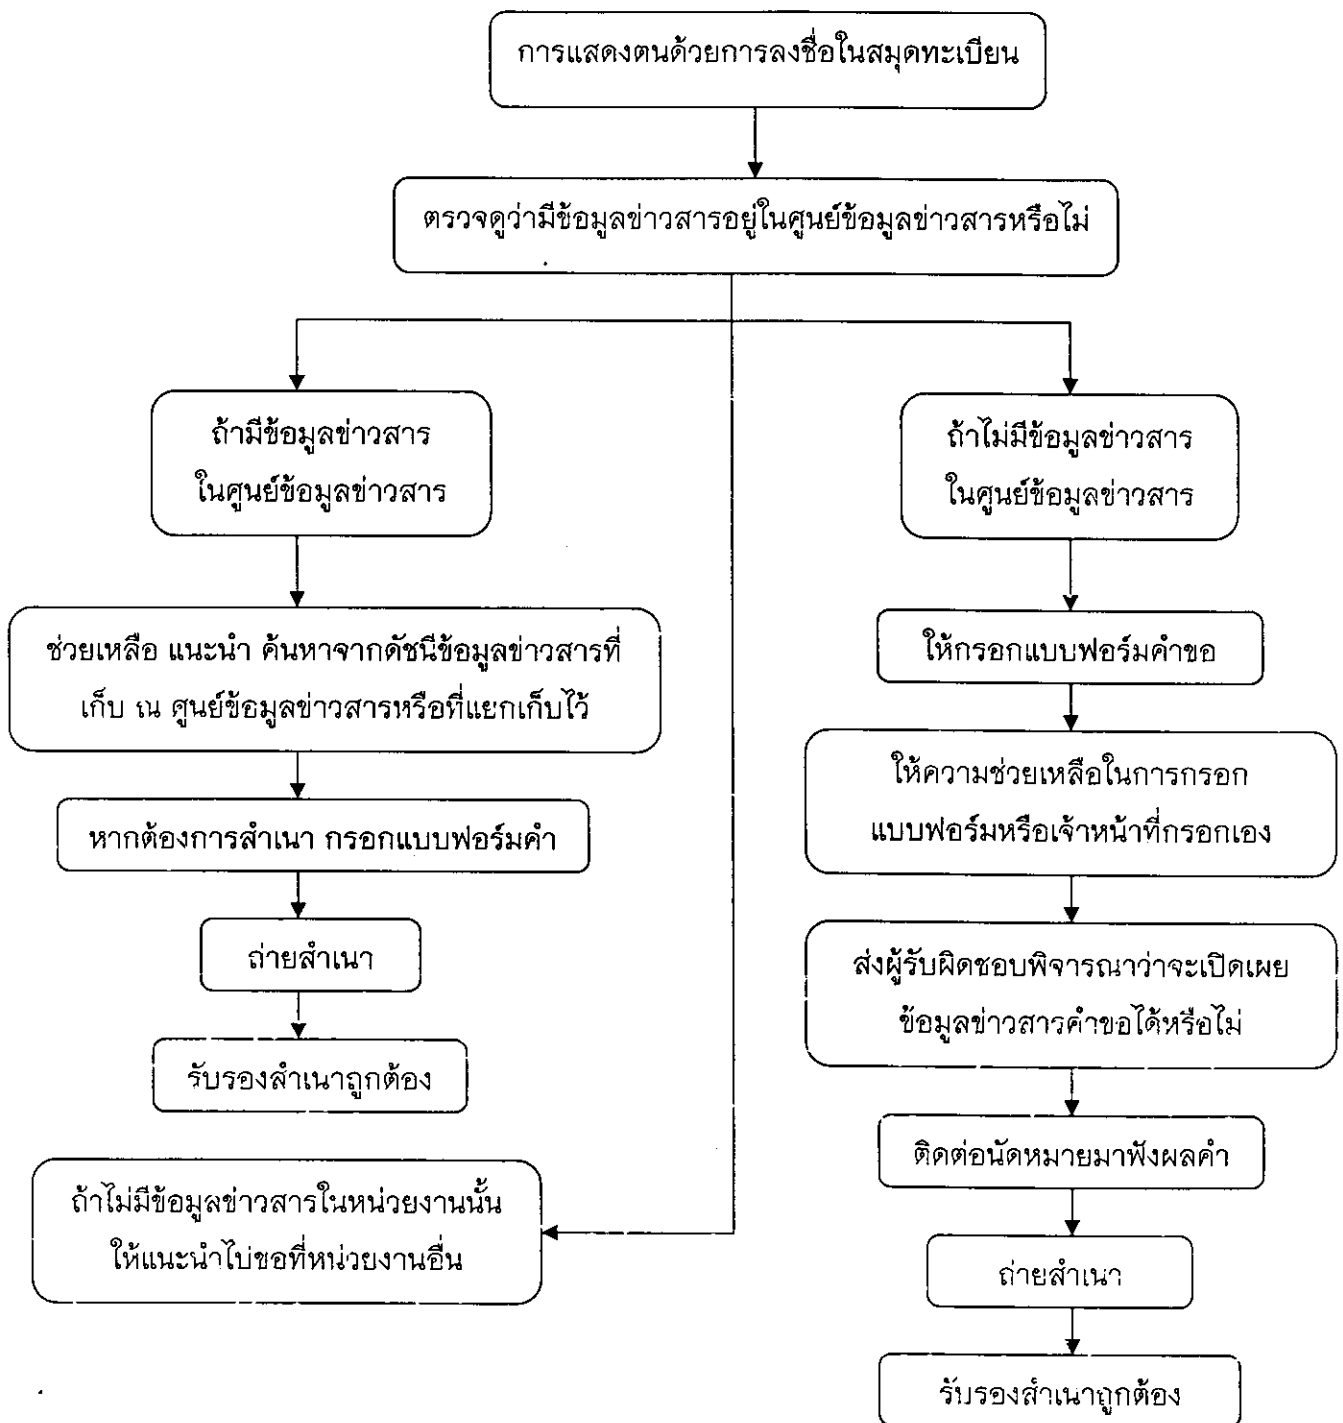 การแสดงตนด้วยการลงชื่อในสมุดทะเบียน
ตรวจดูว่ามีข้อมูลข่าวสารอยู่ในศูนย์ข้อมูลข่าวสารหรือไม่
ถ้ามีข้อมูลข่าวสาร
ในศูนย์ข้อมูลข่าวสาร
ช่วยเหลือ แนะนำ ค้นหาจากดัชนีข้อมูลข่าวสารที่
เก็บ ณ ศูนย์ข้อมูลข่าวสารหรือที่แยกเก็บไว้
หากต้องการสำเนา กรอกแบบฟอร์มคำ
ถ่ายสำเนา
รับรองสำเนาถูกต้อง
ถ้าไม่มีข้อมูลข่าวสารในหน่วยงานนั้น
ให้แนะนำไปขอที่หน่วยงานอื่น
ถ้าไม่มีข้อมูลข่าวสาร
ในศูนย์ข้อมูลข่าวสาร
ให้กรอกแบบฟอร์มคำขอ
ให้ความช่วยเหลือในการกรอก
แบบฟอร์มหรือเจ้าหน้าที่กรอกเอง
ส่งผู้รับผิดชอบพิจารณาว่าจะเปิดเผย
ข้อมูลข่าวสารคำขอได้หรือไม่
ติดต่อนัดหมายมาฟังผลคำ
ถ่ายสำเนา
รับรองสำเนาถูกต้อง